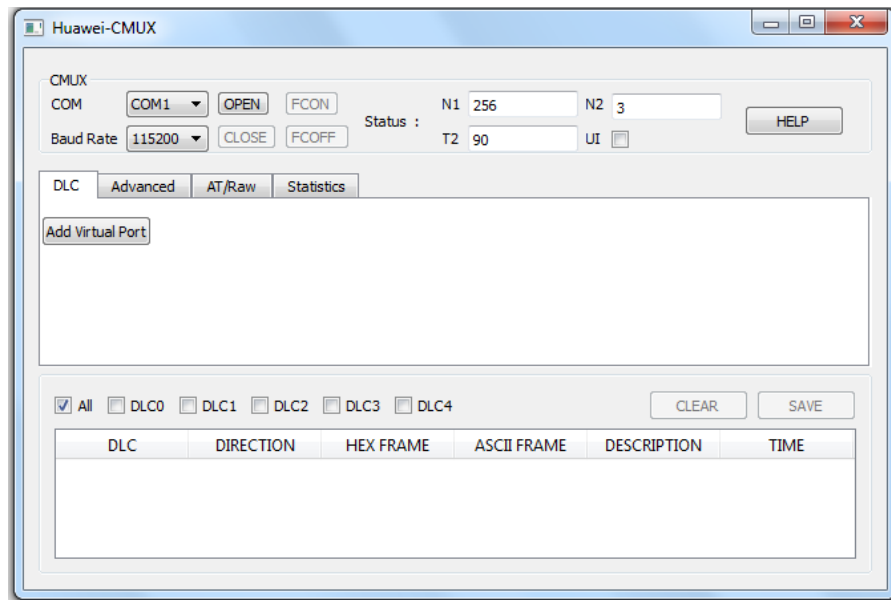 Huawei-CMUX
CMUX
COM COM1 OPEN FCON Status : N1 256 N2 3 HELP
Baud Rate 115200 CLOSE FCOFF T2 90 UI
DLC Advanced AT/Raw Statistics
Add Virtual Port
All DLC0 DLC1 DLC2 DLC3 DLC4 CLEAR SAVE
DLC DIRECTION HEX FRAME ASCII FRAME DESCRIPTION TIME